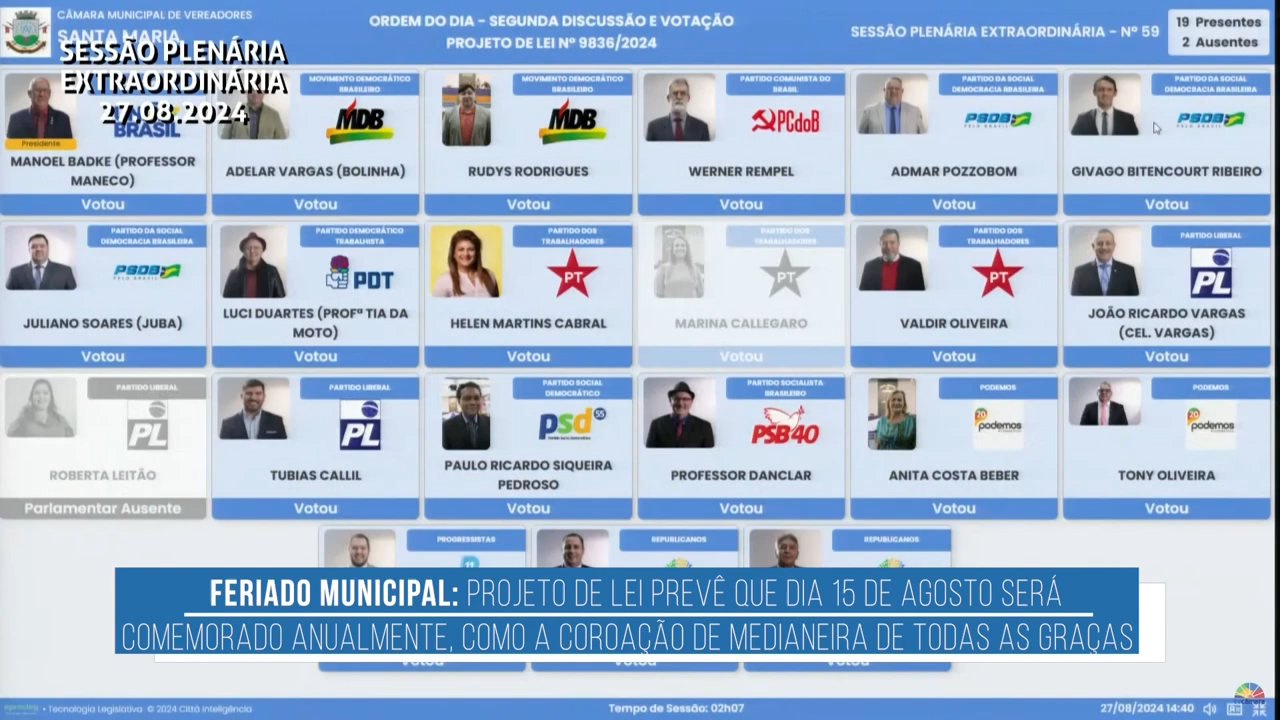 CÂMARA MUNICIPAL DE VEREADORES
SANTA MARIA
ORDEM DO DIA - SEGUNDA DISCUSSÃO E VOTAÇÃO
PROJETO DE LEI Nº 9836/2024
SESSÃO PLENÁRIA EXTRAORDINÁRIA - Nº 59
19 Presentes
2 Ausentes
SESSÃO PLENÁRIA
EXTRAORDINÁRIA
27.08.2024
Presidente
BRASIL
MANOEL BADKE (PROFESSOR
MANECO)
Votou
MOVIMENTO DEMOCRÁTICO
BRASILEIRO
MDB
ADELAR VARGAS (BOLINHA)
Votou
MOVIMENTO DEMOCRÁTICO
BRASILEIRO
MDB
RUDYS RODRIGUES
Votou
PARTIDO COMUNISTA DO
BRASIL
PCdoB
WERNER REMPEL
Votou
PARTIDO DA SOCIAL
DEMOCRACIA BRASILEIRA
PSDB
ADMAR POZZOBOM
Votou
PARTIDO DA SOCIAL
DEMOCRACIA BRASILEIRA
PSDB
GIVAGO BITENCOURT RIBEIRO
Votou
PARTIDO DA SOCIAL
DEMOCRACIA BRASILEIRA
PSDB
JULIANO SOARES (JUBA)
Votou
PARTIDO DEMOCRÁTICO
TRABALHISTA
PDT
LUCI DUARTES (PROFª TIA DA
MOTO)
Votou
PARTIDO DOS
TRABALHADORES
PT
HELEN MARTINS CABRAL
Votou
PARTIDO DOS
TRABALHADORES
PT
MARINA CALLEGARO
Votou
PARTIDO DOS
TRABALHADORES
PT
VALDIR OLIVEIRA
Votou
PARTIDO LIBERAL
PL
JOÃO RICARDO VARGAS
(CEL. VARGAS)
Votou
PARTIDO LIBERAL
PL
ROBERTA LEITÃO
Parlamentar Ausente
PARTIDO LIBERAL
PL
TUBIAS CALLIL
Votou
PARTIDO SOCIAL
DEMOCRÁTICO
psd 55
PAULO RICARDO SIQUEIRA
PEDROSO
Votou
PARTIDO SOCIALISTA
BRASILEIRO
PSB40
PROFESSOR DANCLAR
Votou
PODEMOS
20
podemos
ANITA COSTA BEBER
Votou
PODEMOS
20
podemos
TONY OLIVEIRA
Votou
PROGRESSISTAS
REPUBLICANOS
REPUBLICANOS
FERIADO MUNICIPAL: PROJETO DE LEI PREVÊ QUE DIA 15 DE AGOSTO SERÁ
COMEMORADO ANUALMENTE, COMO A COROAÇÃO DE MEDIANEIRA DE TODAS AS GRAÇAS
Votou
Votou
Votou
• Tecnologia Legislativa © 2024 Città Inteligência
Tempo de Sessão: 02h07
27/08/2024 14:40